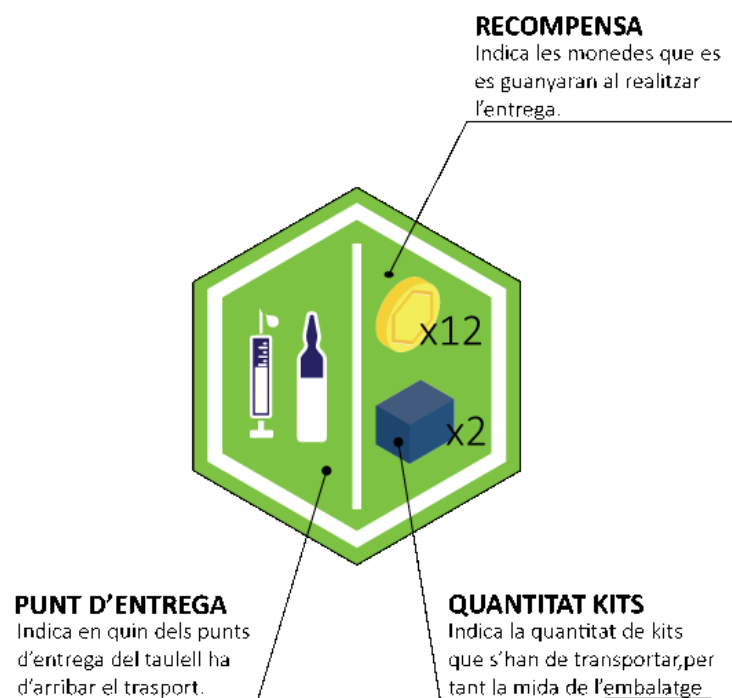 RECOMPENSA
Indica les monedes que es
es guanyaran al realitzar
l'entrega.
x12
x2
PUNT D'ENTREGA
Indica en quin dels punts
d'entrega del taulell ha
d'arribar el trasport.
QUANTITAT KITS
Indica la quantitat de kits
que s'han de transportar,per
tant la mida de l'embalatge